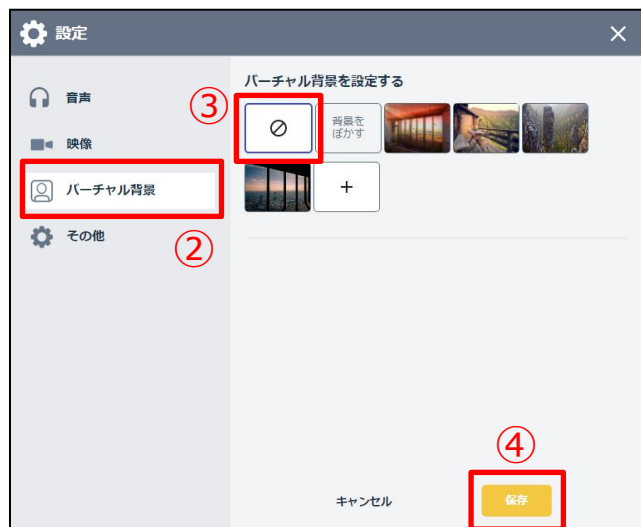 設定
音声
映像
バーチャル背景
その他
②
バーチャル背景を設定する
③
背景を
ぼかす
+
④
キャンセル
保存